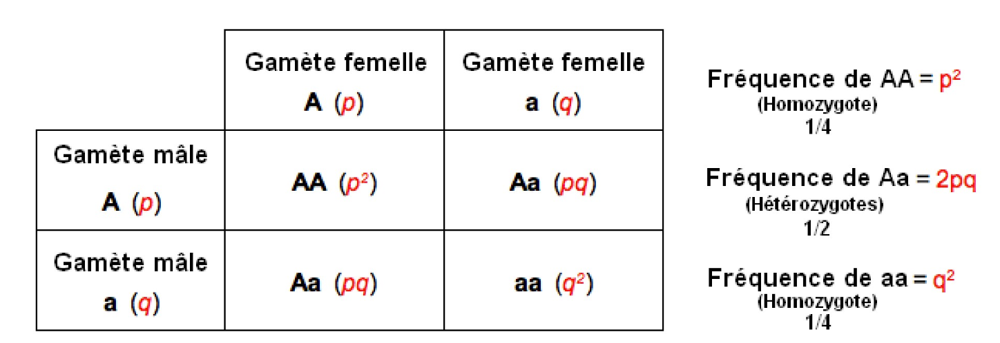 Gamète femelle
A (p)
Gamète femelle
a (q)
Gamète mâle
A (p)
AA (p²)
Aa (pq)
Gamète mâle
a (q)
Aa (pq)
aa (q²)
Fréquence de AA = p²
(Homozygote)
1/4
Fréquence de Aa = 2pq
(Hétérozygotes)
1/2
Fréquence de aa = q²
(Homozygote)
1/4